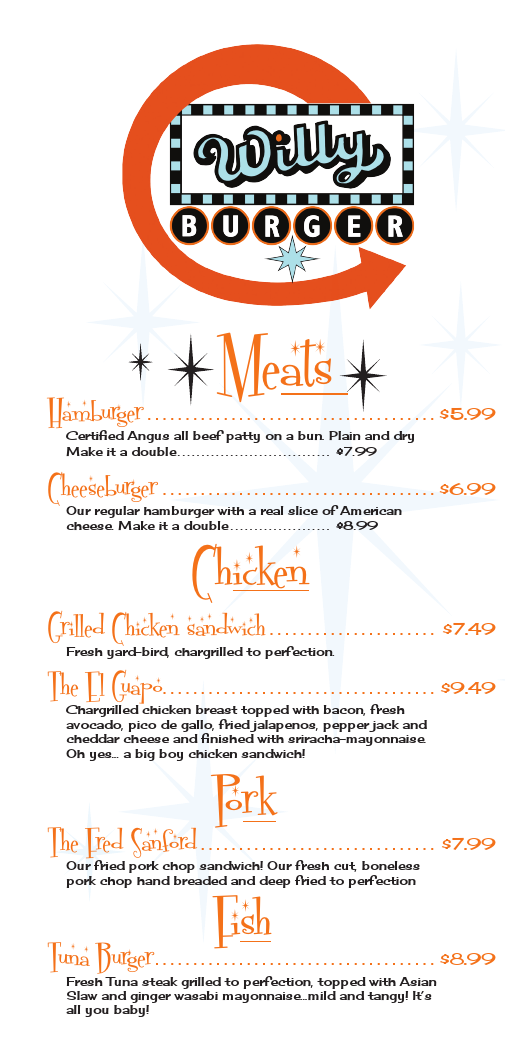 Willy
BURGER
Meats
Hamburger.................................... $5.99
Certified Angus all beef patty on a bun. Plain and dry
Make it a double............................ $7.99
Cheeseburger.................................. $6.99
Our regular hamburger with a real slice of American
cheese. Make it a double..................... $8.99
Chicken
Grilled Chicken sandwich..................... $7.49
Fresh yard-bird, chargrilled to perfection.
The El Guapo.................................. $9.49
Chargrilled chicken breast topped with bacon, fresh
avocado, pico de gallo, fried jalapenos, pepper jack and
cheddar cheese and finished with sriracha-mayonnaise.
Oh yes... a big boy chicken sandwich!
Pork
The Fred Sanford.............................. $7.99
Our fried pork chop sandwich! Our fresh cut, boneless
pork chop hand breaded and deep fried to perfection
Fish
Tuna Burger................................... $8.99
Fresh Tuna steak grilled to perfection, topped with Asian
Slaw and ginger wasabi mayonnaise...mild and tangy! It's
all you baby!